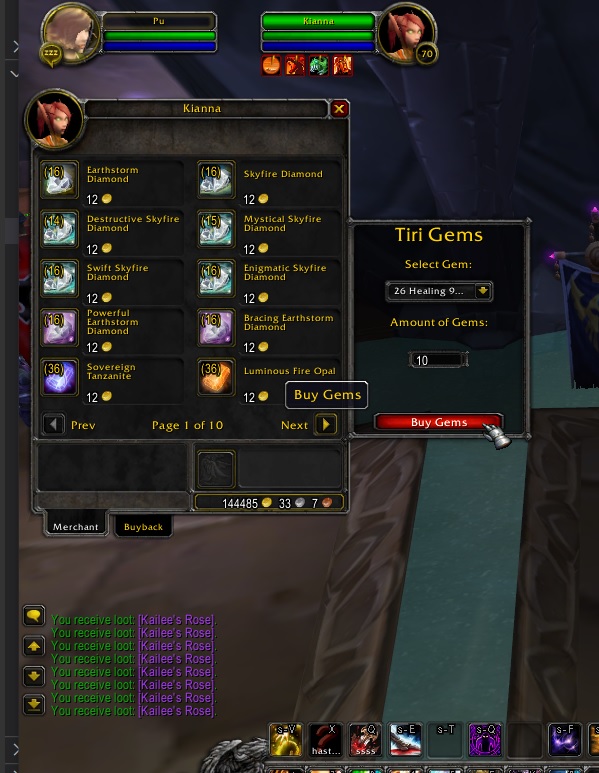 Pu
Kianna
zzz
70
Kianna
(16)
Earthstorm
Diamond
12
(16)
Skyfire Diamond
12
(14)
Destructive Skyfire
Diamond
12
(15)
Mystical Skyfire
Diamond
12
(16)
Swift Skyfire
Diamond
12
(16)
Enigmatic Skyfire
Diamond
12
(16)
Powerful
Earthstorm
Diamond
12
(16)
Bracing Earthstorm
Diamond
12
(36)
Sovereign
Tanzanite
12
(36)
Luminous Fire Opal
12
Prev
Page 1 of 10
Next
144485 33 7
Merchant
Buyback
Tiri Gems
Select Gem:
26 Healing 9...
Amount of Gems:
10
Buy Gems
Buy Gems
You receive loot: [Kailee's Rose].
You receive loot: [Kailee's Rose].
You receive loot: [Kailee's Rose].
You receive loot: [Kailee's Rose].
You receive loot: [Kailee's Rose].
You receive loot: [Kailee's Rose].
You receive loot: [Kailee's Rose].
You receive loot: [Kailee's Rose].
s-V
X
Q
s-E
s-T
s-Q
s-F
hast...
ssss